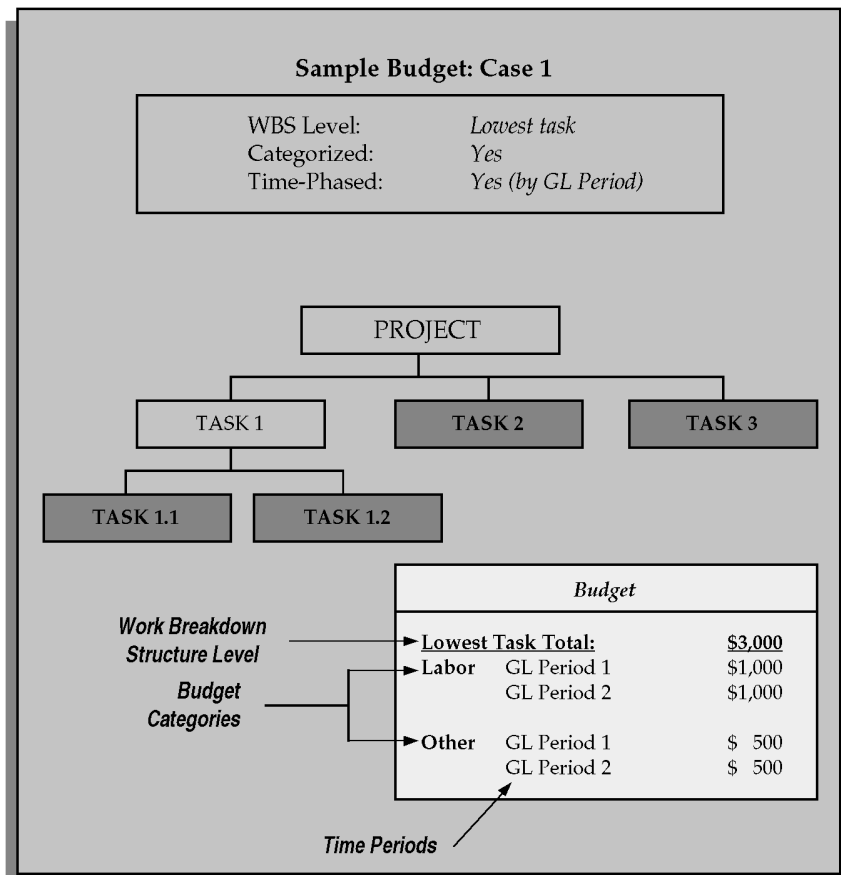 Sample Budget: Case 1
WBS Level: Lowest task
Categorized: Yes
Time-Phased: Yes (by GL Period)
PROJECT
TASK 1 TASK 2 TASK 3
TASK 1.1 TASK 1.2
Budget
Work Breakdown
Structure Level
Lowest Task Total: $3,000
Labor GL Period 1 $1,000
GL Period 2 $1,000
Budget
Categories
Other GL Period 1 $ 500
GL Period 2 $ 500
Time Periods